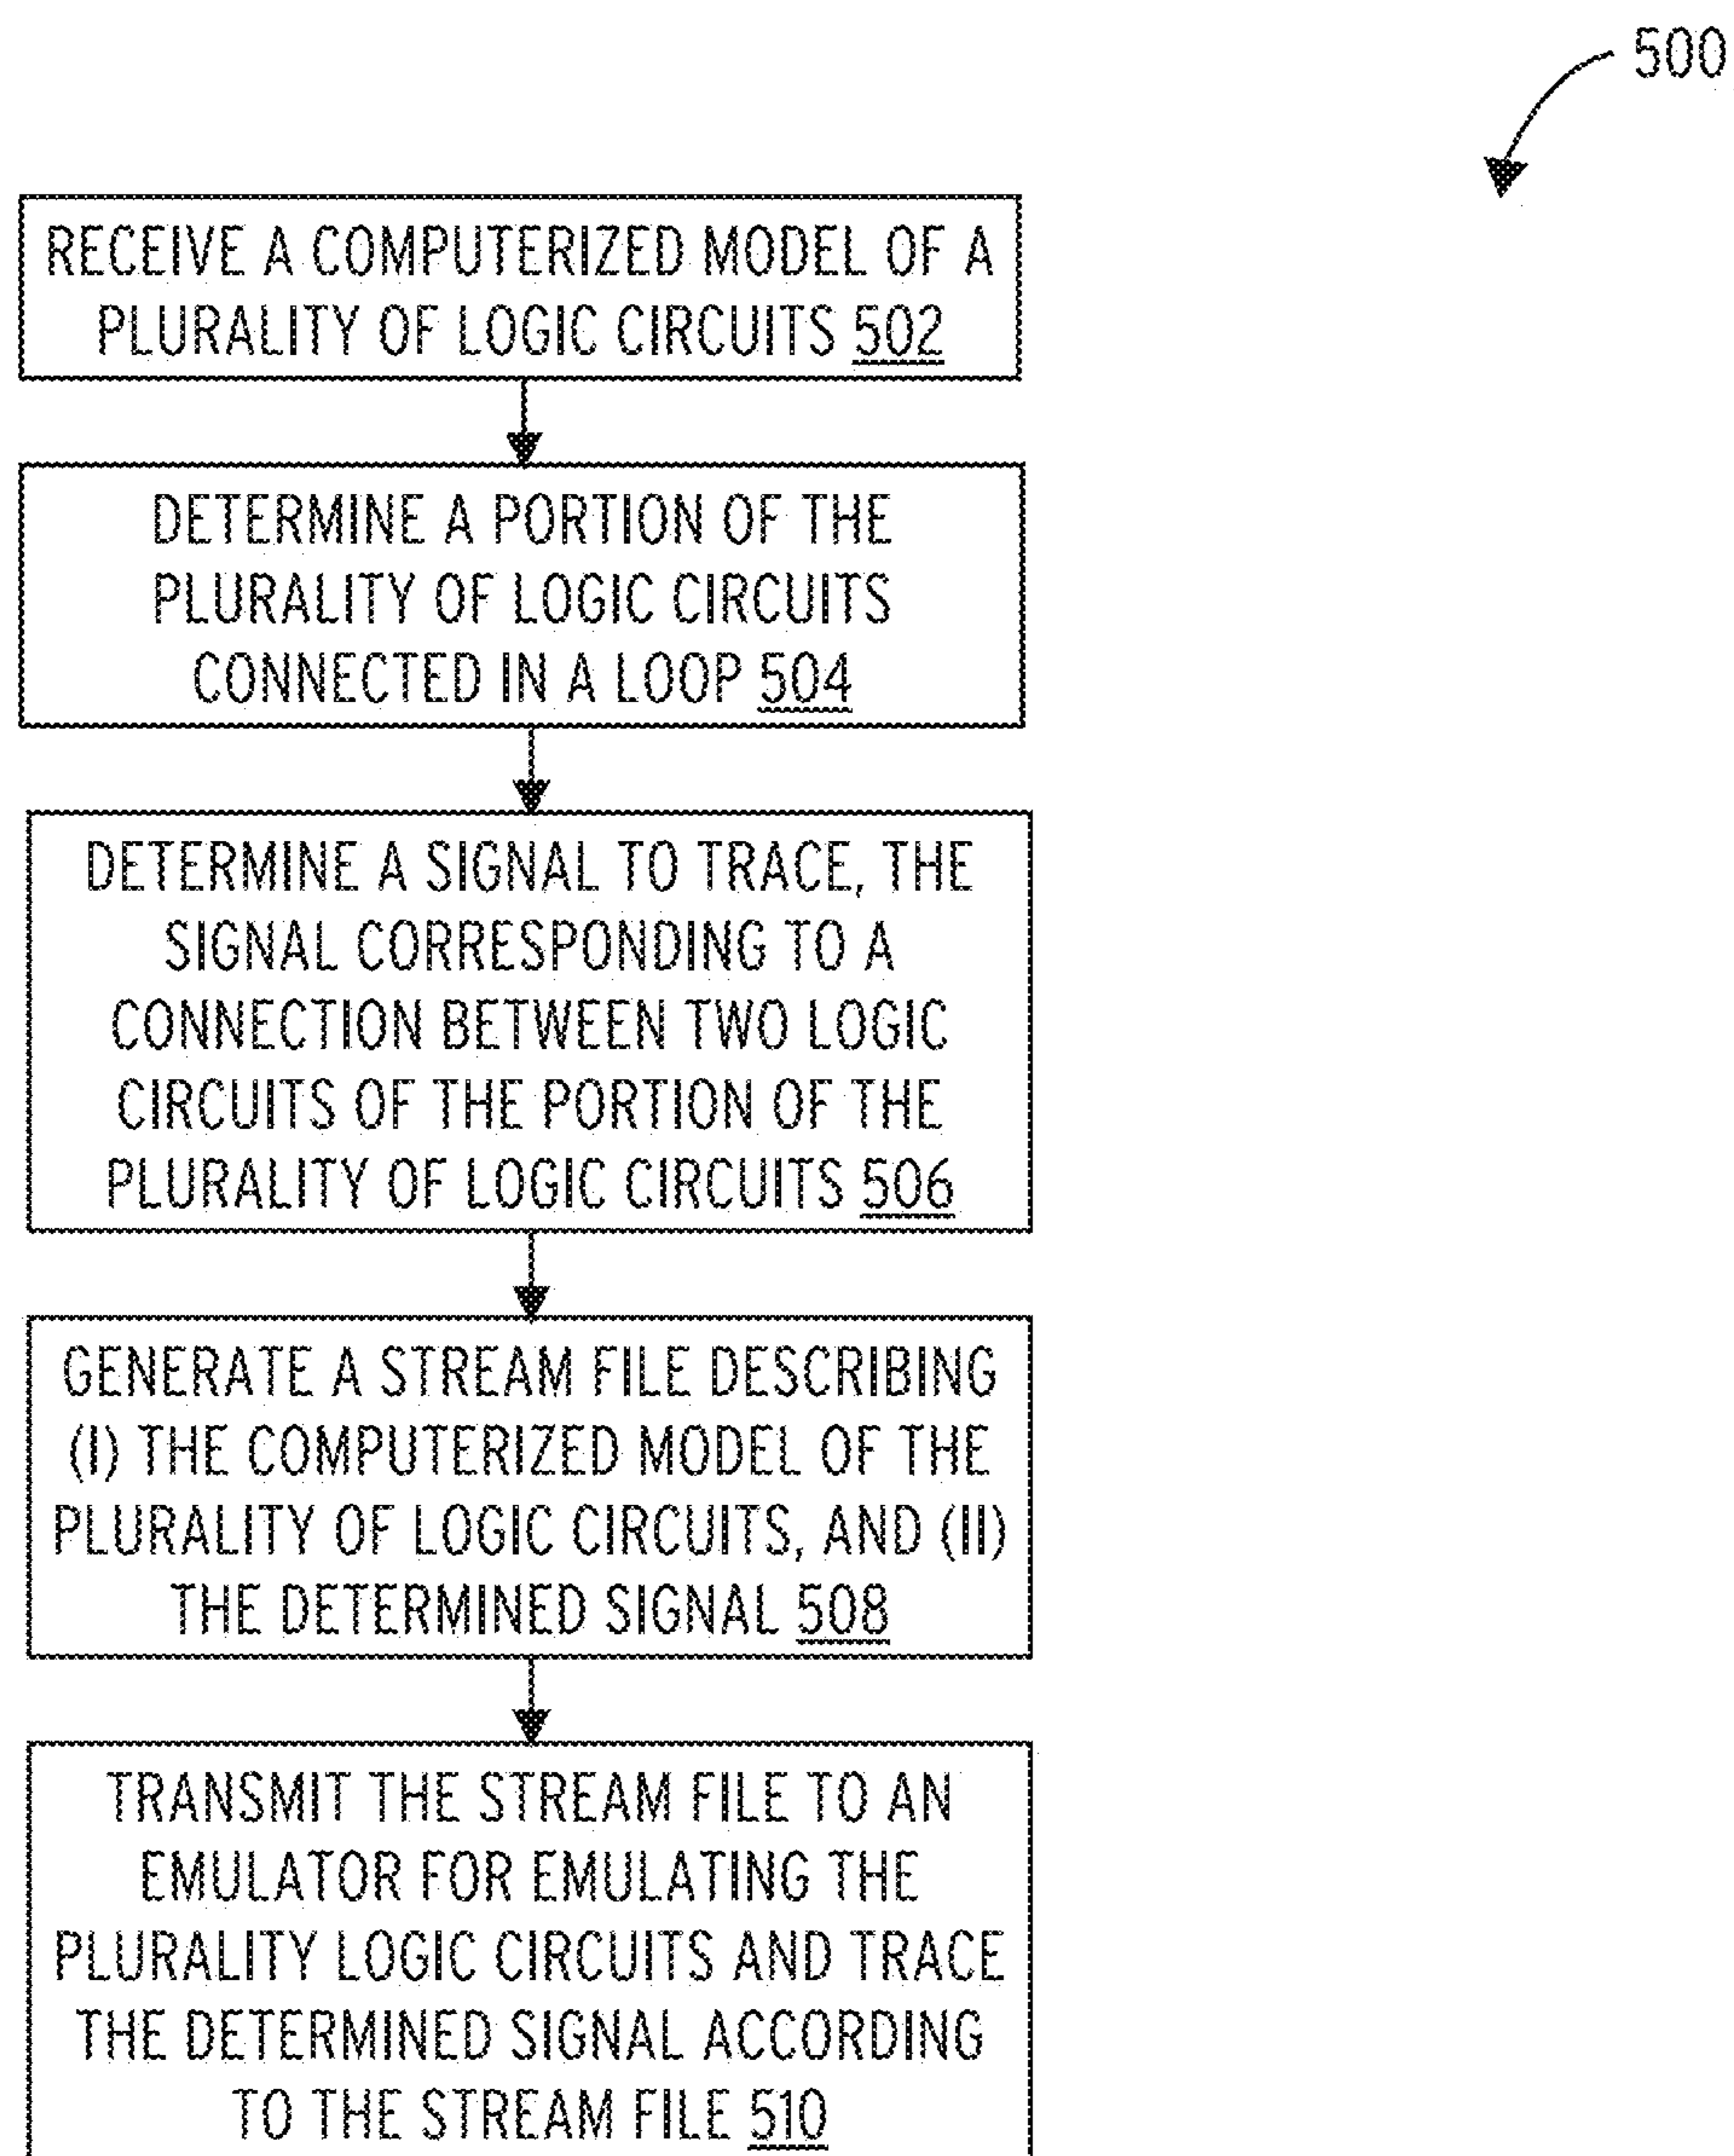 500
RECEIVE A COMPUTERIZED MODEL OF A
PLURALITY OF LOGIC CIRCUITS 502
DETERMINE A PORTION OF THE
PLURALITY OF LOGIC CIRCUITS
CONNECTED IN A LOOP 504
DETERMINE A SIGNAL TO TRACE, THE
SIGNAL CORRESPONDING TO A
CONNECTION BETWEEN TWO LOGIC
CIRCUITS OF THE PORTION OF THE
PLURALITY OF LOGIC CIRCUITS 506
GENERATE A STREAM FILE DESCRIBING
(I) THE COMPUTERIZED MODEL OF THE
PLURALITY OF LOGIC CIRCUITS, AND (II)
THE DETERMINED SIGNAL 508
TRANSMIT THE STREAM FILE TO AN
EMULATOR FOR EMULATING THE
PLURALITY LOGIC CIRCUITS AND TRACE
THE DETERMINED SIGNAL ACCORDING
TO THE STREAM FILE 510